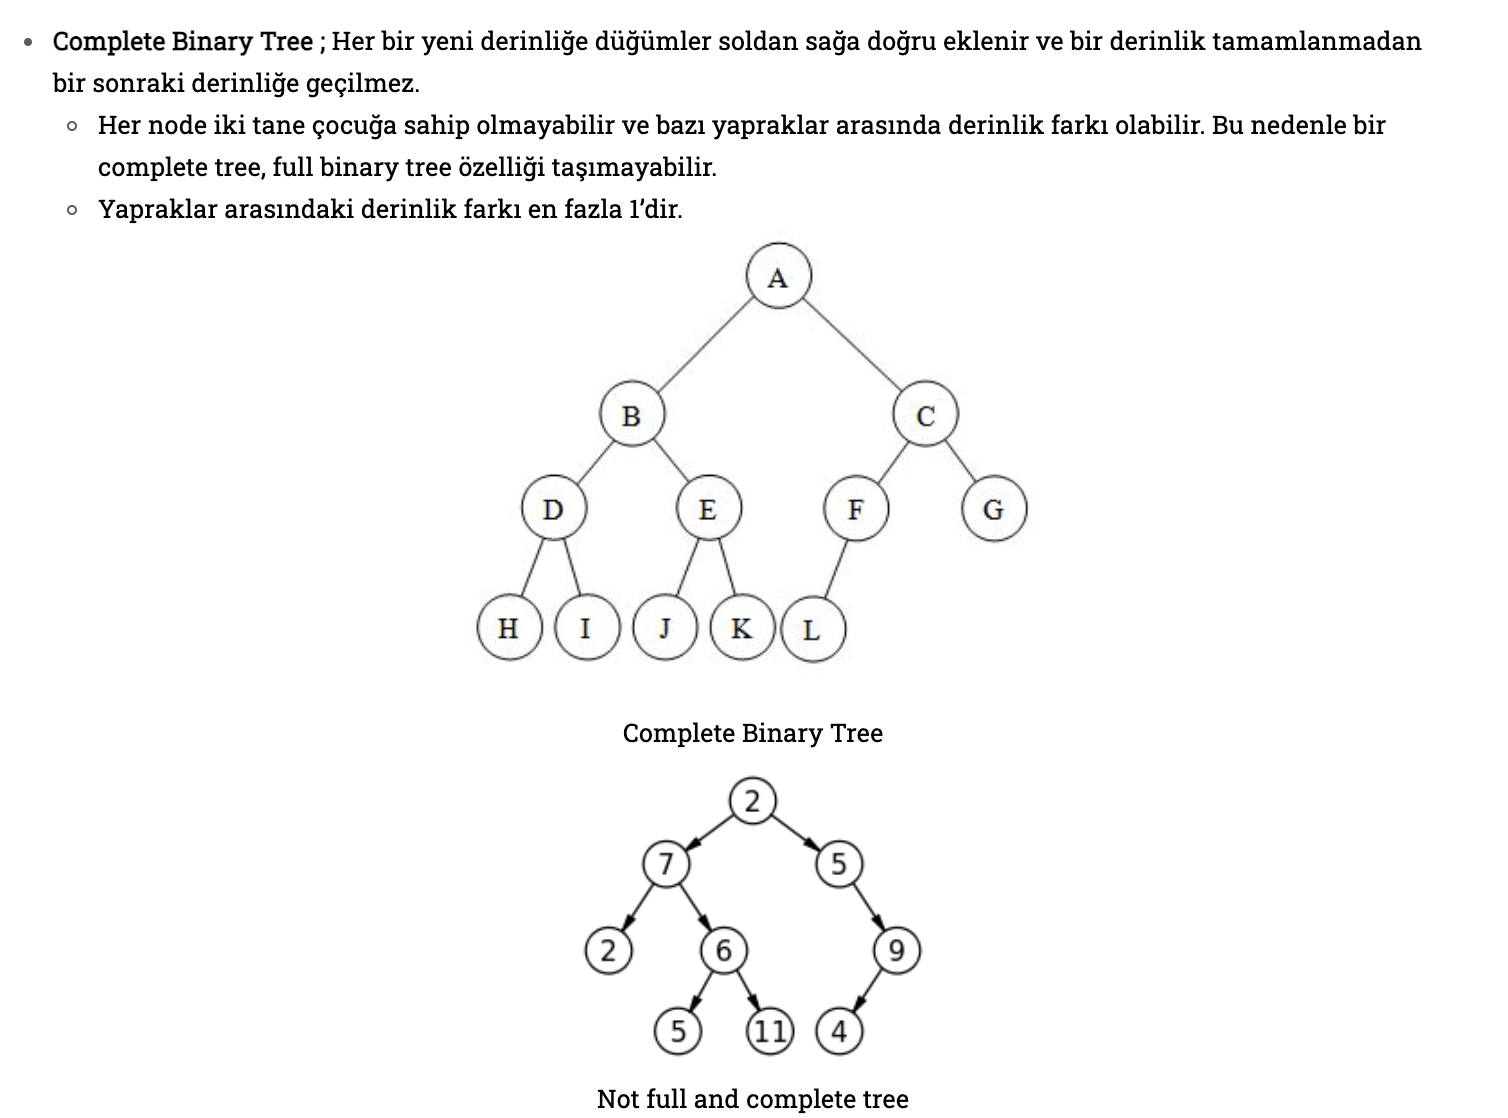 Complete Binary Tree ; Her bir yeni derinliğe düğümler soldan sağa doğru eklenir ve bir derinlik tamamlanmadan
bir sonraki derinliğe geçilmez.
Her node iki tane çocuğa sahip olmayabilir ve bazı yapraklar arasında derinlik farkı olabilir. Bu nedenle bir
complete tree, full binary tree özelliği taşımayabilir.
Yapraklar arasındaki derinlik farkı en fazla 1’dir.
A
B C
D E F G
H I J K L
Complete Binary Tree
2
7 5
2 6 9
5 11 4
Not full and complete tree